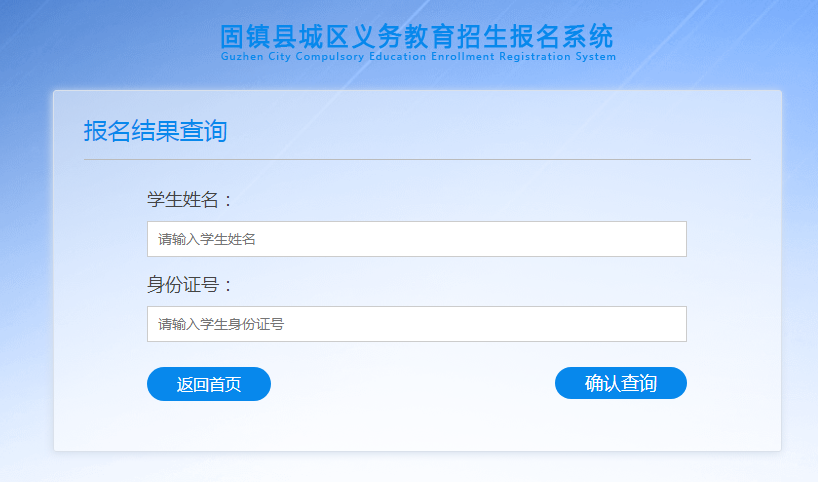 固镇县城区义务教育招生报名系统
Guzhen City Compulsory Education Enrollment Registration System
报名结果查询
学生姓名：
请输入学生姓名
身份证号：
请输入学生身份证号
返回首页 确认查询